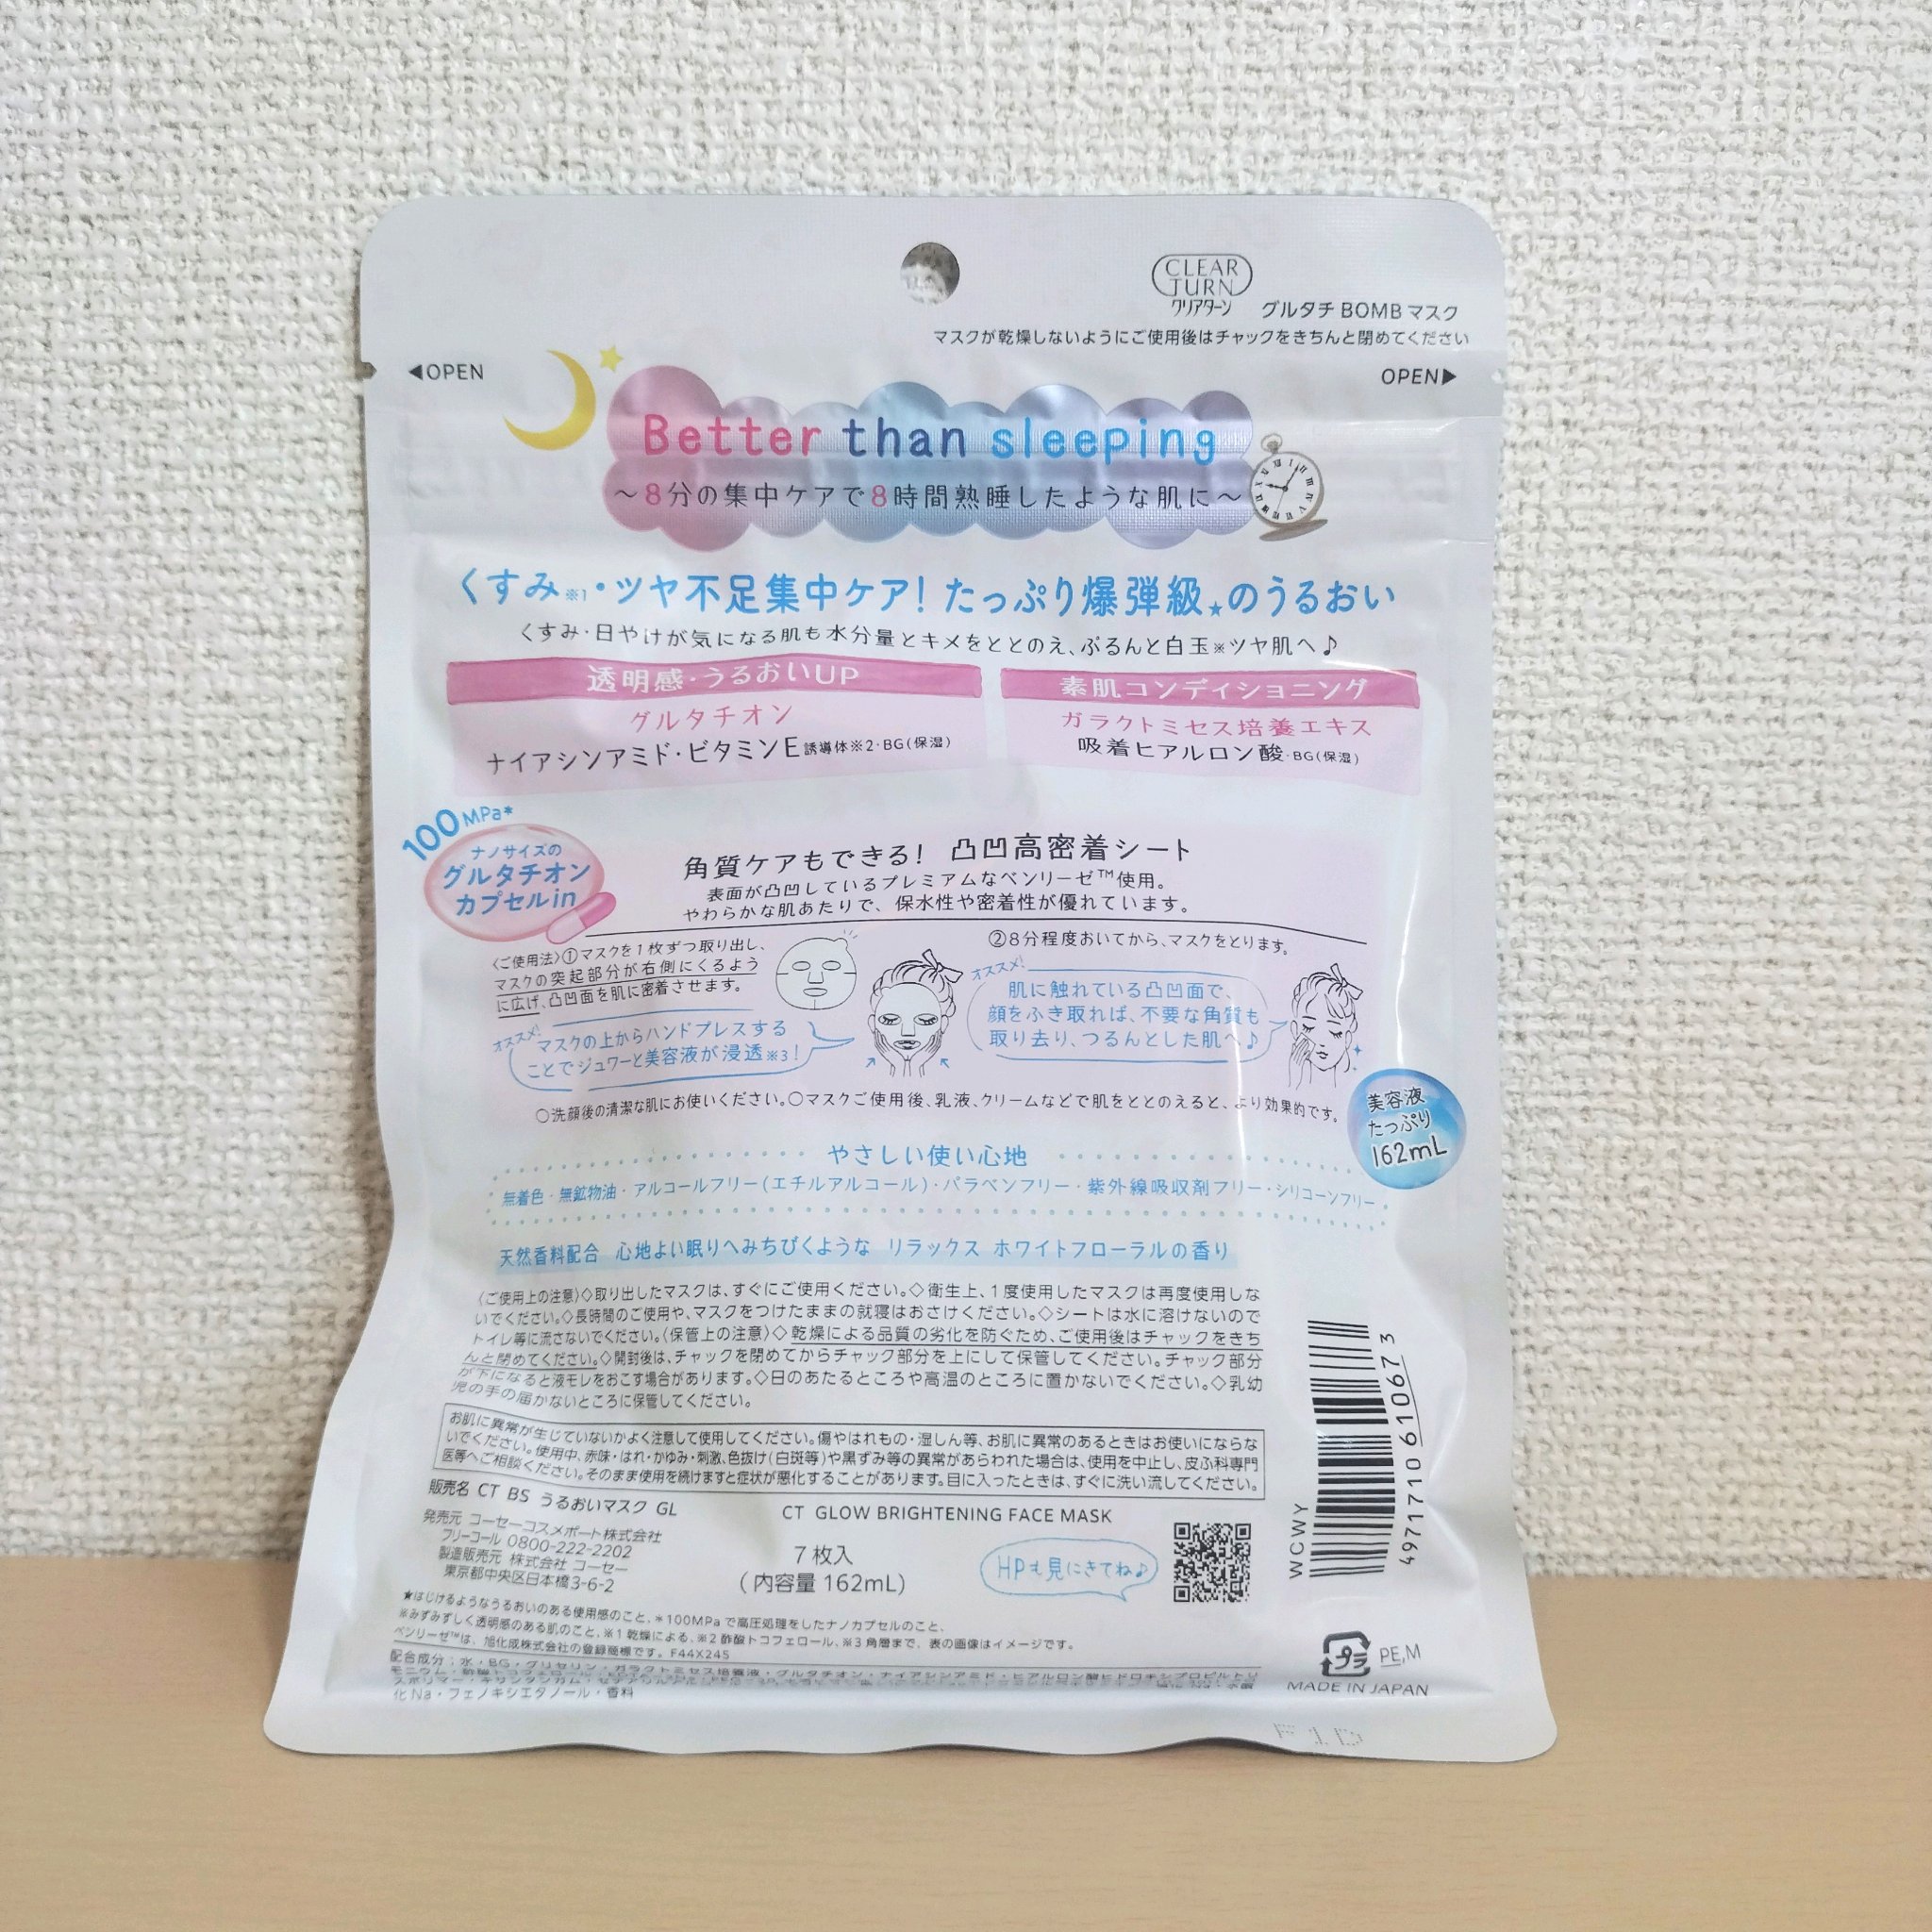 CLEAR
TURN
クリアターン グルタチ BOMB マスク
マスクが乾燥しないようにご使用後はチャックをきちんと閉めてください
◀OPEN
OPEN▶
Better than sleeping
～8分の集中ケアで8時間熟睡したような肌に～
くすみ※1・ツヤ不足集中ケア! たっぷり爆弾級★のうるおい
くすみ・日やけが気になる肌も水分量とキメをととのえ、ぷるんと白玉※ツヤ肌へ♪
透明感・うるおいUP
グルタチオン
ナイアシンアミド・ビタミンE誘導体※2・BG(保湿)
素肌コンディショニング
ガラクトミセス培養エキス
吸着ヒアルロン酸・BG(保湿)
100MPa*
ナノサイズの
グルタチオン
カプセルin
角質ケアもできる! 凸凹高密着シート
表面が凸凹しているプレミアムなベンリーゼ™使用。
やわらかな肌あたりで、保水性や密着性が優れています。
〈ご使用法〉①マスクを1枚ずつ取り出し、
マスクの突起部分が右側にくるよう
に広げ、凸凹面を肌に密着させます。
オススメ!
マスクの上からハンドプレスする
ことでジュワーと美容液が浸透※3!
②8分程度おいてから、マスクをとります。
オススメ!
肌に触れている凸凹面で、
顔をふき取れば、不要な角質も
取り去り、つるんとした肌へ♪
○洗顔後の清潔な肌にお使いください。○マスクご使用後、乳液、クリームなどで肌をととのえると、より効果的です。
美容液
たっぷり
162mL
やさしい使い心地
無着色・無鉱物油・アルコールフリー(エチルアルコール)・パラベンフリー・紫外線吸収剤フリー・シリコーンフリー
天然香料配合 心地よい眠りへみちびくような リラックス ホワイトフローラルの香り
〈ご使用上の注意〉◇取り出したマスクは、すぐにご使用ください。◇衛生上、1度使用したマスクは再度使用しな
いでください。◇長時間のご使用や、マスクをつけたままの就寝はおさけください。◇シートは水に溶けないので
トイレ等に流さないでください。〈保管上の注意〉◇乾燥による品質の劣化を防ぐため、ご使用後はチャックをきち
んと閉めてください。◇開封後は、チャックを閉めてからチャック部分を上にして保管してください。チャック部分
が下になると液モレをおこす場合があります。◇日のあたるところや高温のところに置かないでください。◇乳幼
児の手の届かないところに保管してください。
お肌に異常が生じていないかよく注意して使用してください。傷やはれもの・湿しん等、お肌に異常のあるときはお使いにならな
いでください。使用中、赤味・はれ・かゆみ・刺激、色抜け(白斑等)や黒ずみ等の異常があらわれた場合は、使用を中止し、皮ふ科専門
医等へご相談ください。そのまま使用を続けますと症状が悪化することがあります。目に入ったときは、すぐに洗い流してください。
販売名 CT BS うるおいマスク GL
CT GLOW BRIGHTENING FACE MASK
発売元 コーセーコスメポート株式会社
フリーコール 0800-222-2202
製造販売元 株式会社 コーセー
東京都中央区日本橋3-6-2
7枚入
(内容量 162mL)
HPも見にきてね♪
WCWY
4971710 610673
★はじけるようなうるおいのある使用感のこと、*100MPaで高圧処理をしたナノカプセルのこと、
※みずみずしく透明感のある肌のこと、※1 乾燥による、※2 酢酸トコフェロール、※3 角層まで、表の画像はイメージです。
ベンリーゼ™は、旭化成株式会社の登録商標です。F44X245
配合成分：水・BG・グリセリン・ガラクトミセス培養液・グルタチオン・ナイアシンアミド・ヒアルロン酸ヒドロキシプロピルトリ
化Na・フェノキシエタノール・香料
プラ PE,M
MADE IN JAPAN